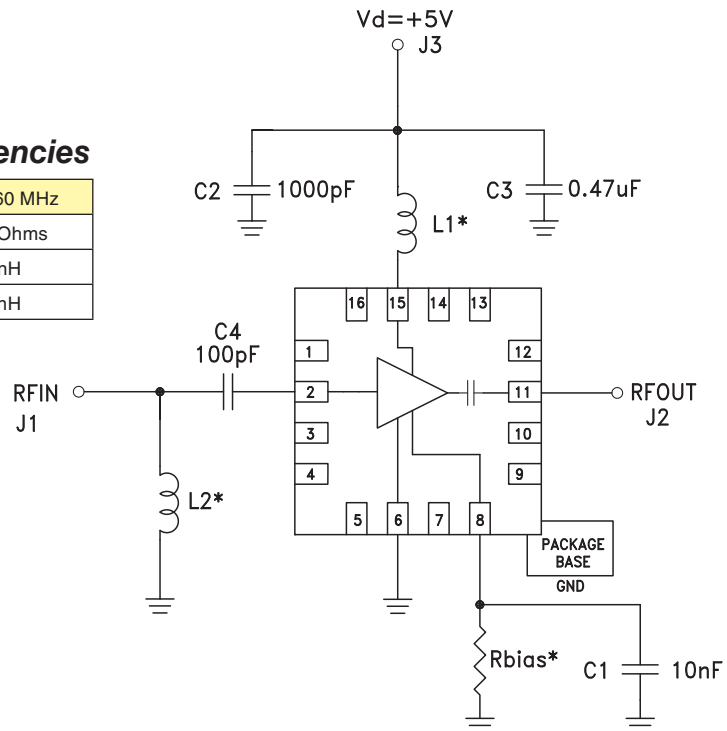 Vd=+5V
J3
encies
60 MHz
Ohms
nH
nH
C2
1000pF
C3
0.47uF
L1*
16
15
14
13
C4
100pF
1
12
RFIN
2
11
RFOUT
J1
J2
3
10
4
9
L2*
5
6
7
8
PACKAGE
BASE
GND
Rbias*
C1
10nF